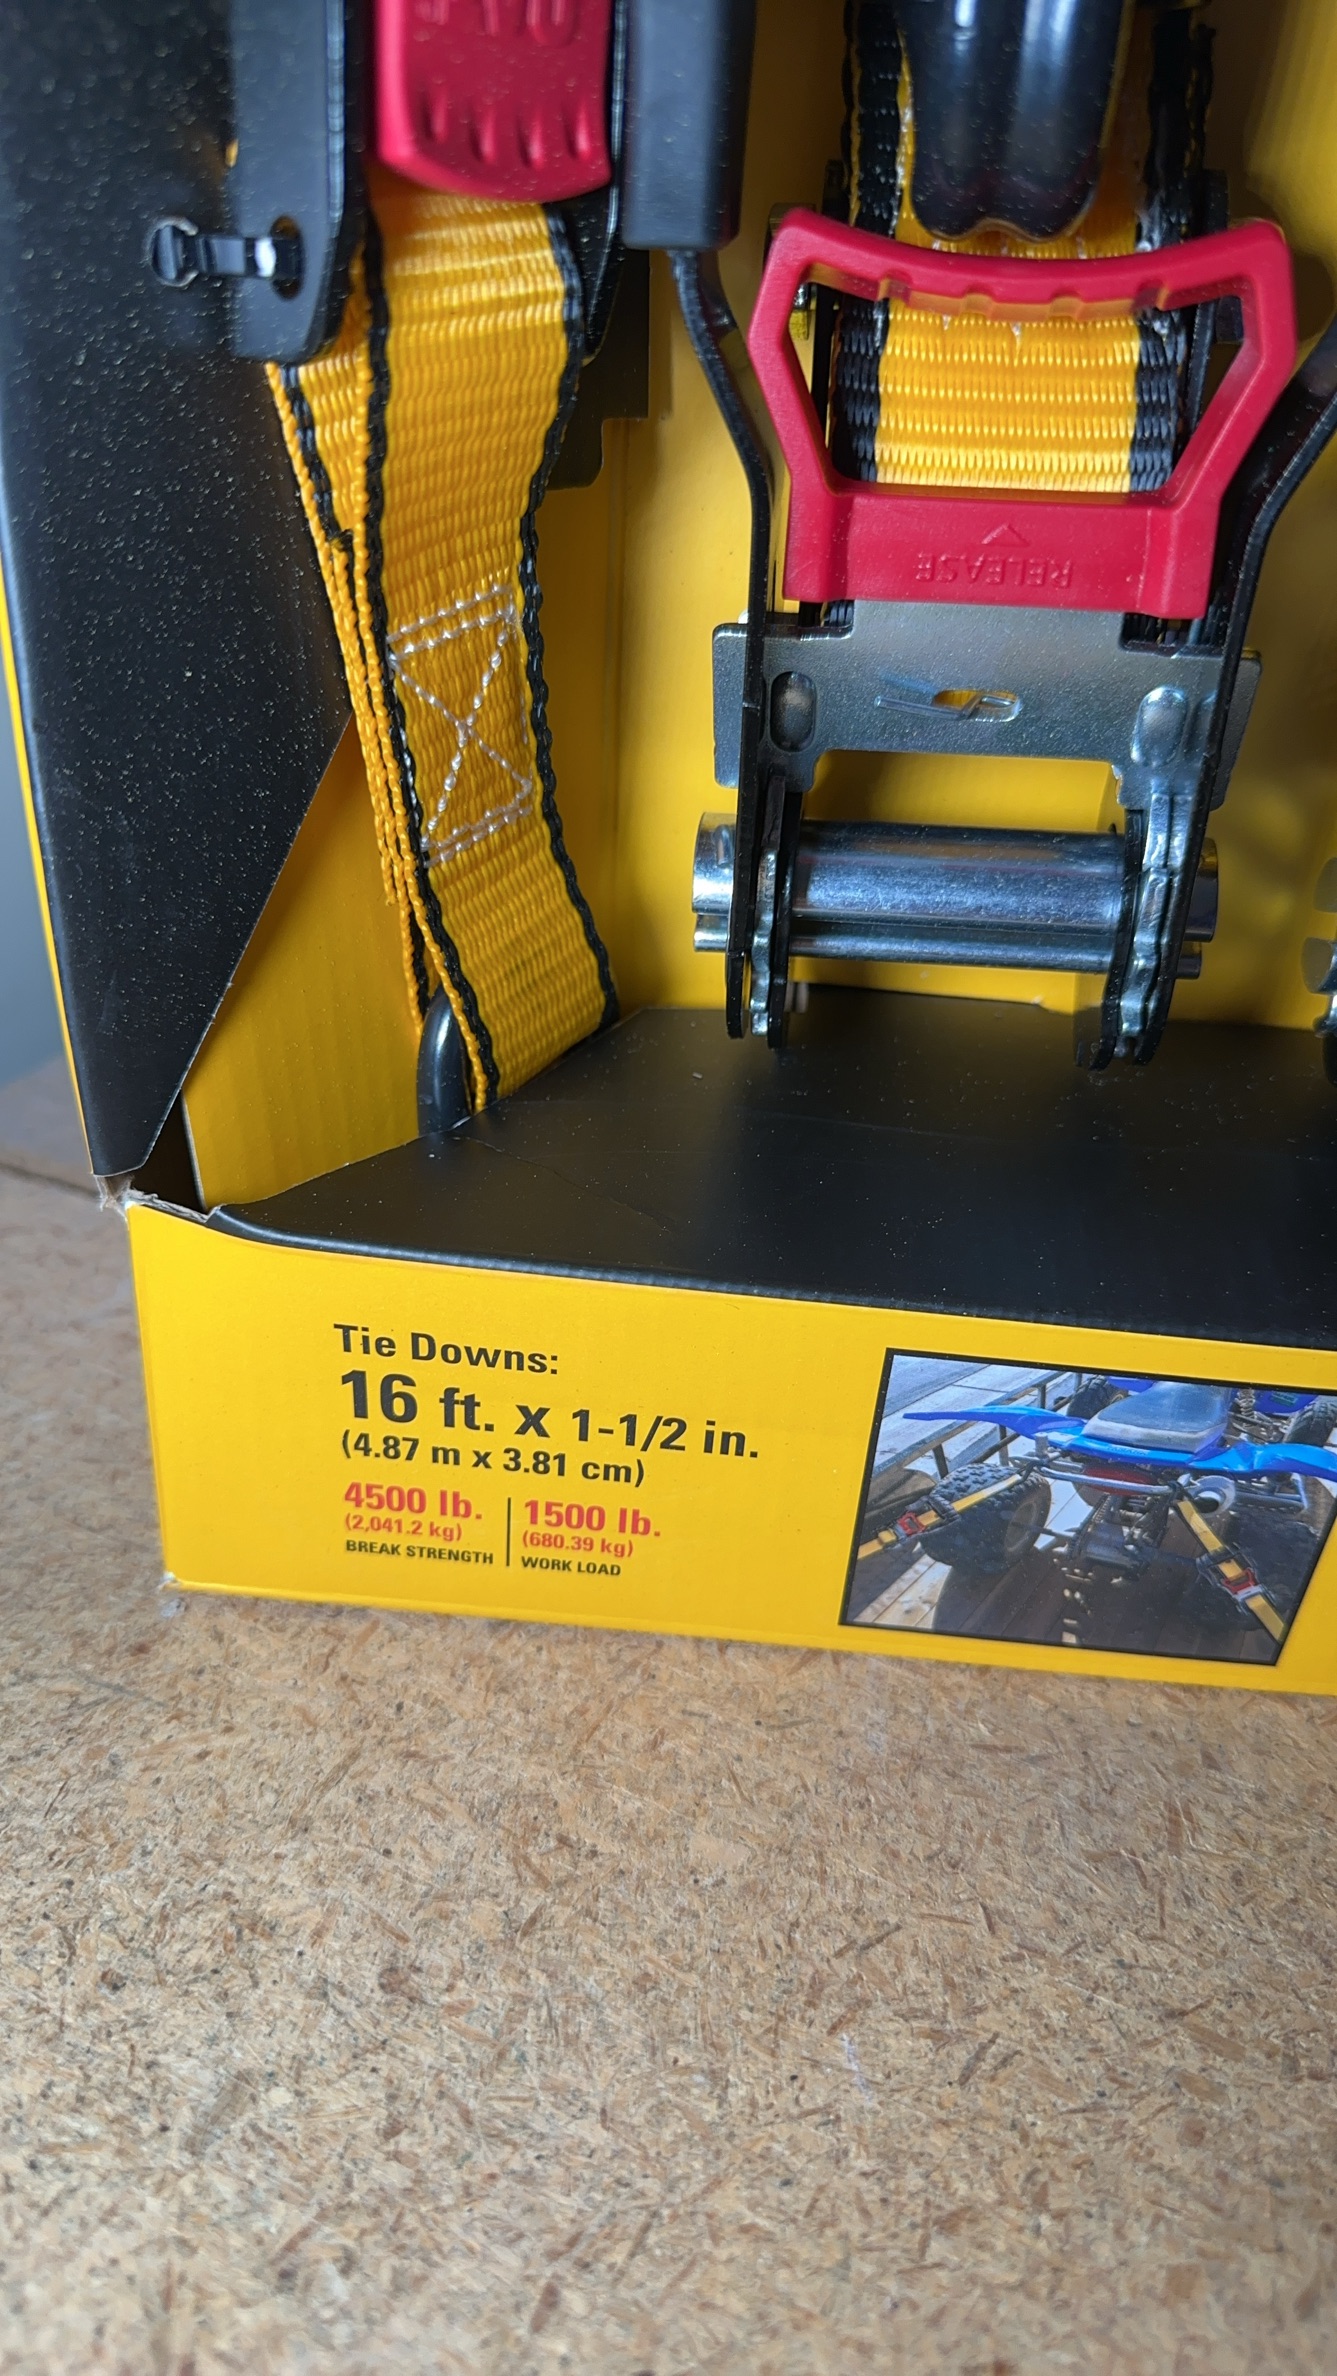 RELEASE
Tie Downs:
16 ft. x 1-1/2 in.
(4.87 m x 3.81 cm)
4500 lb. | 1500 lb.
(2,041.2 kg) | (680.39 kg)
BREAK STRENGTH | WORK LOAD